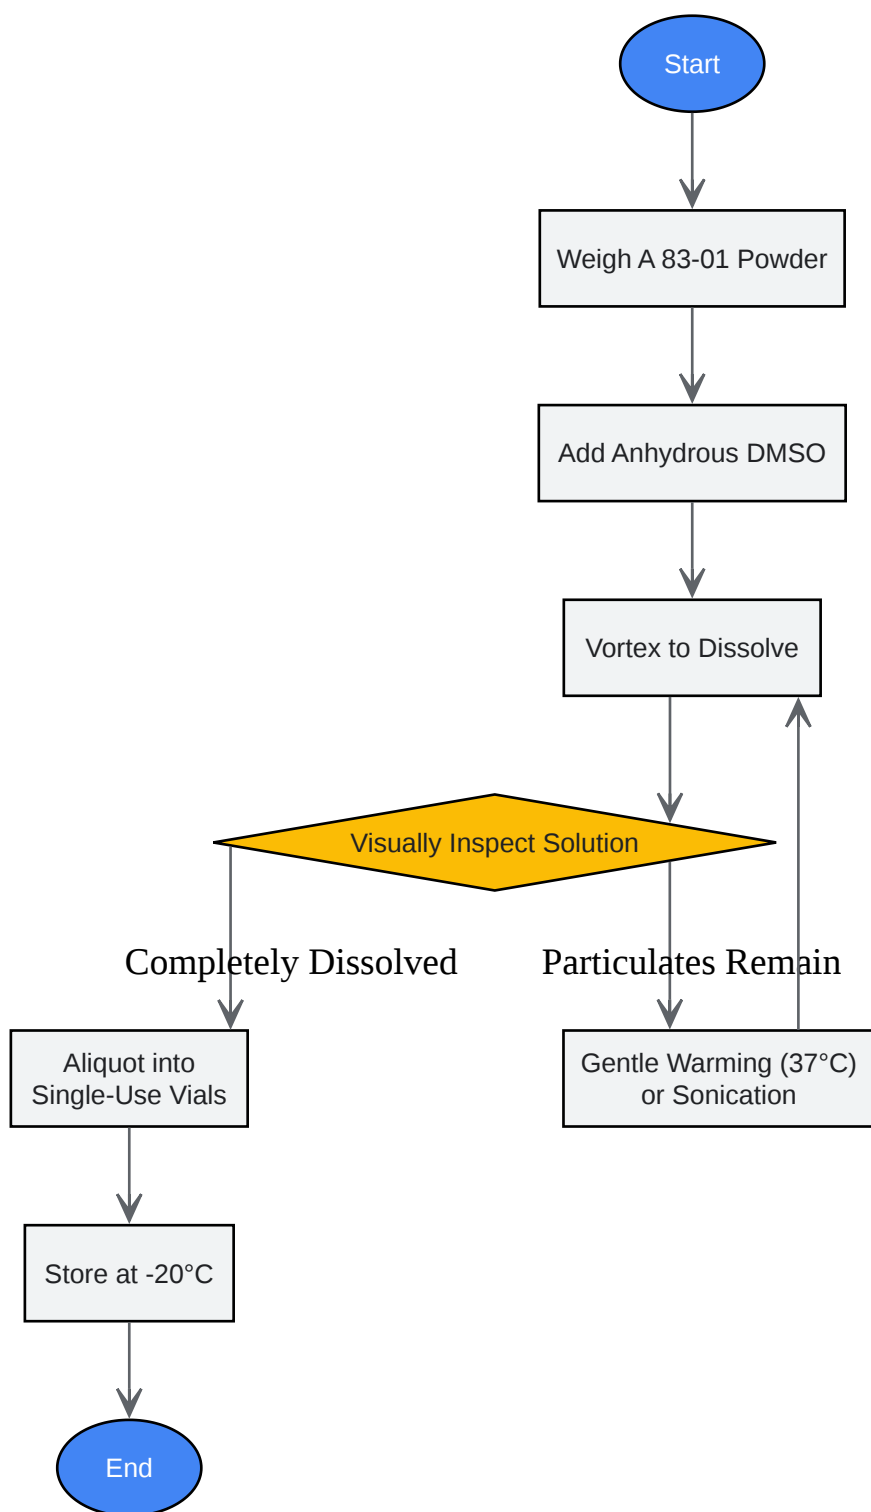 Start
Weigh A 83-01 Powder
Add Anhydrous DMSO
Vortex to Dissolve
Visually Inspect Solution
Completely Dissolved
Particulates Remain
Aliquot into
Single-Use Vials
Gentle Warming (37°C)
or Sonication
Store at -20°C
End